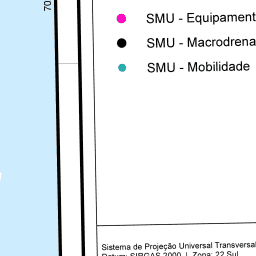 70
SMU - Equipament
SMU - Macrodrena
SMU - Mobilidade
Sistema de Projeção Universal Transversal
Datum: SIRGAS 2000 | Zona: 22 Sul